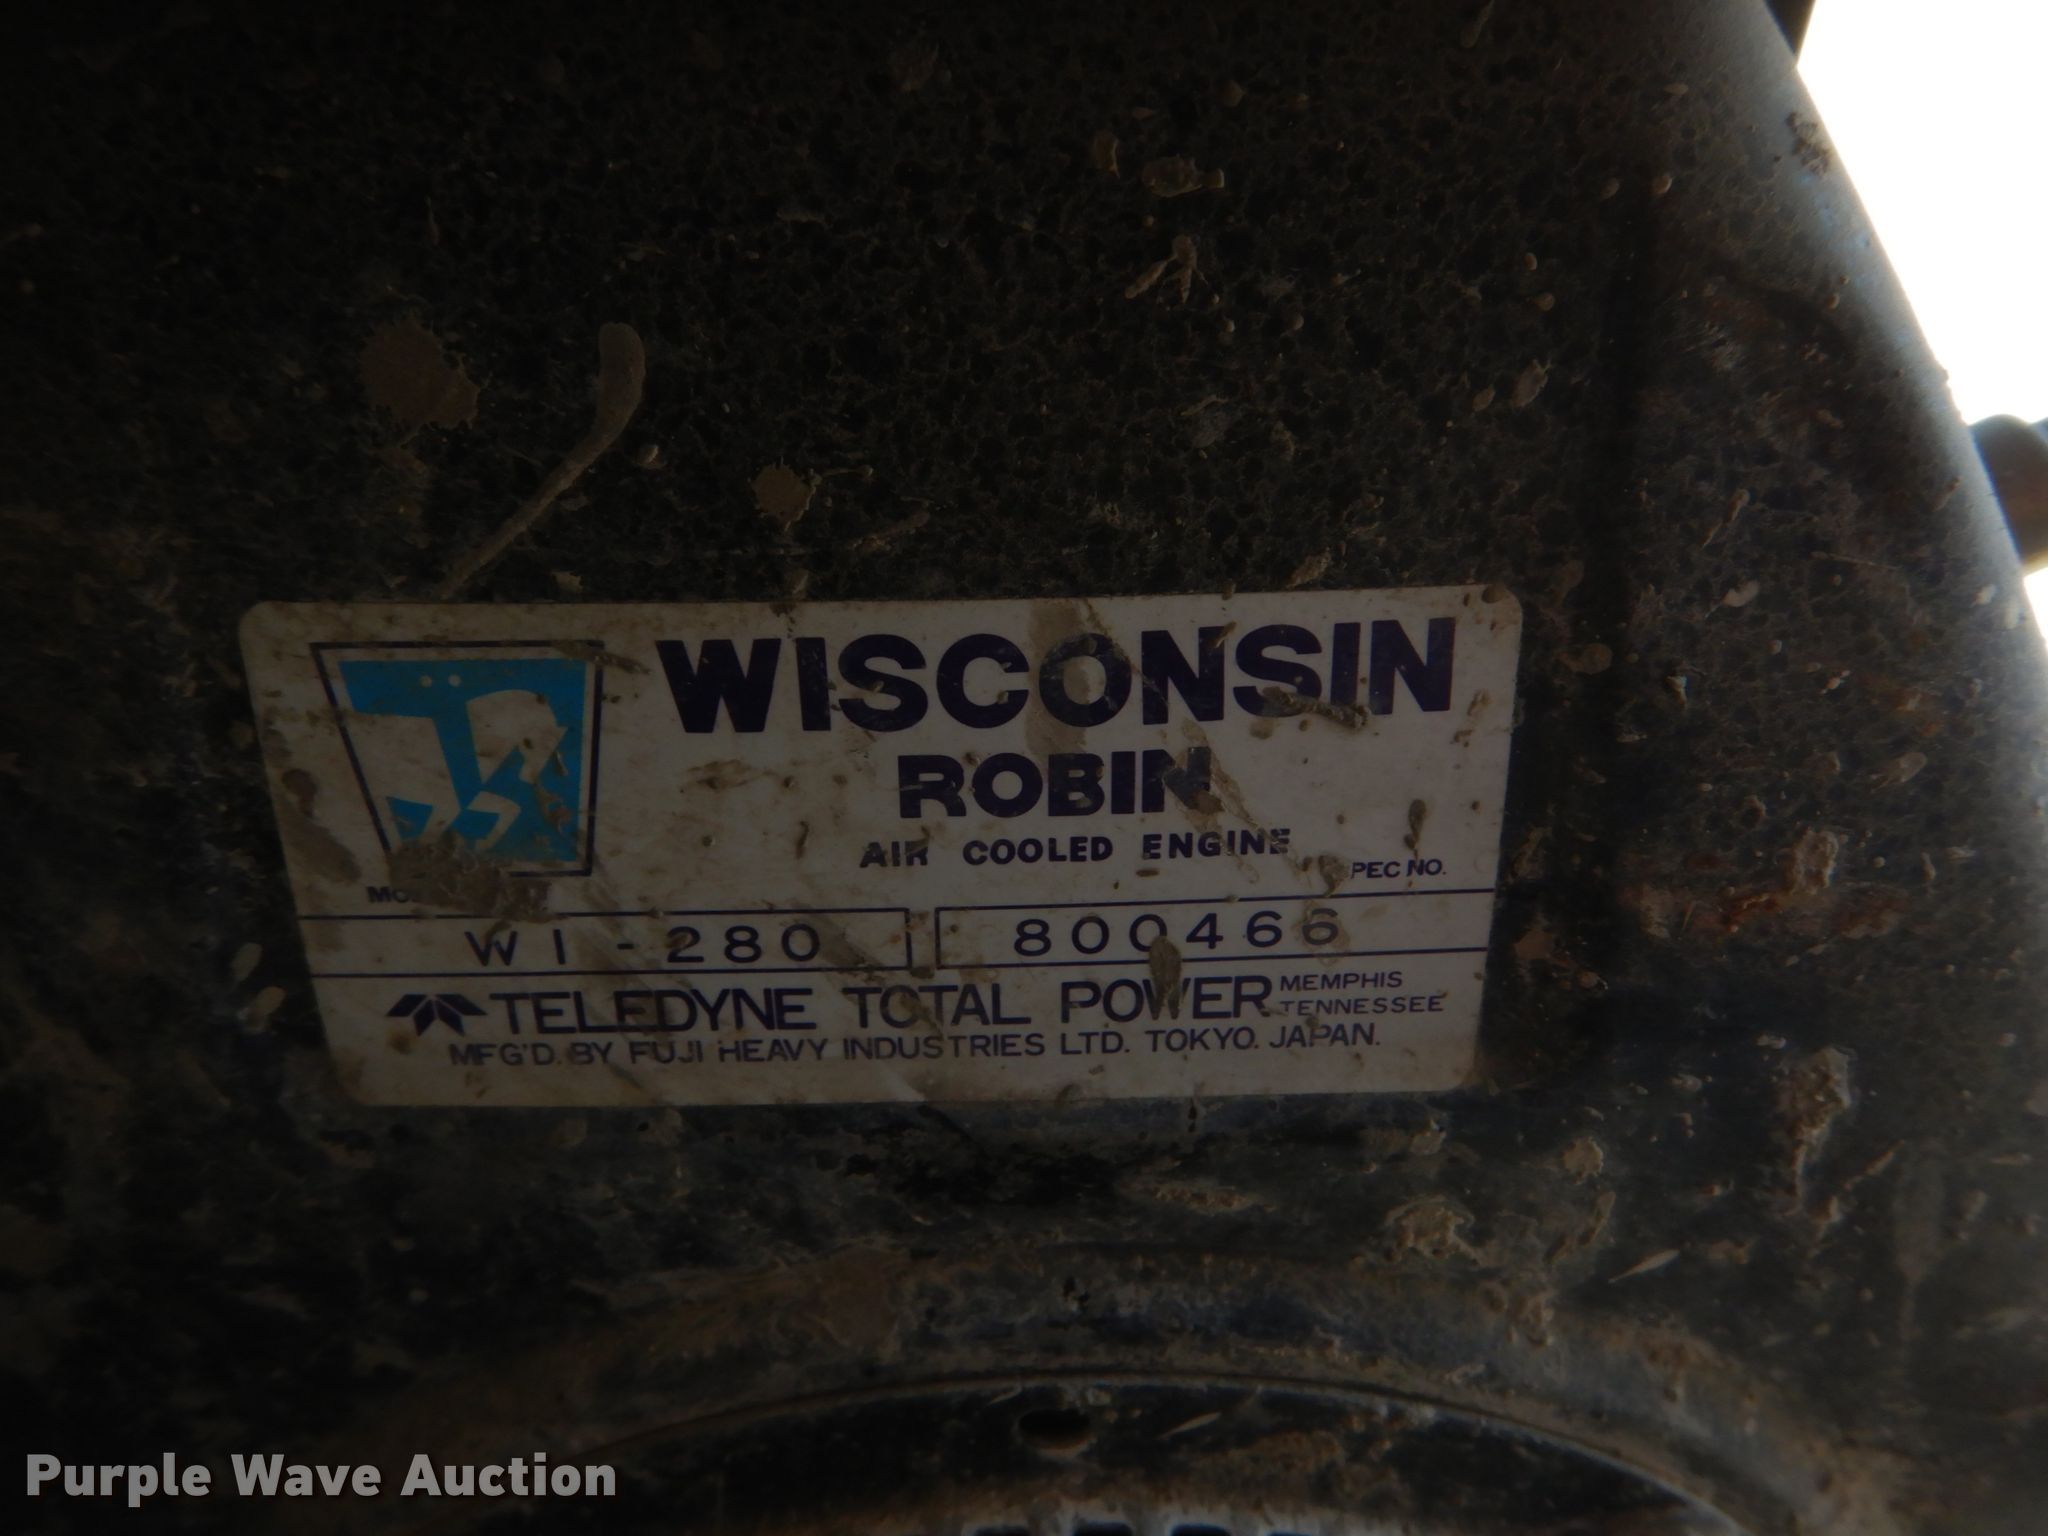 WISCONSIN
ROBIN
AIR COOLED ENGINE
PEC NO.
WI-280 800466
TELEDYNE TOTAL POWER MEMPHIS
TENNESSEE
MFG'D. BY FUJI HEAVY INDUSTRIES LTD. TOKYO. JAPAN.
Purple Wave Auction